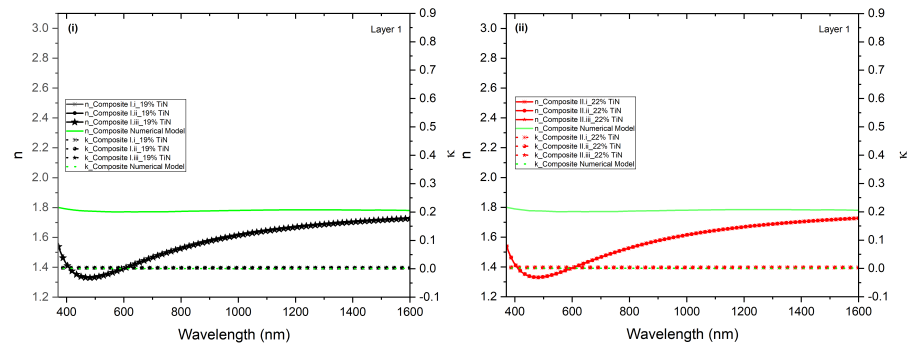 (i)
Layer 1
n
3.0
2.8
2.6
2.4
2.2
2.0
1.8
1.6
1.4
1.2
n_Composite I.i_19% TiN
n_Composite I.ii_19% TiN
n_Composite I.iii_19% TiN
n_Composite Numerical Model
k_Composite I.i_19% TiN
k_Composite I.ii_19% TiN
k_Composite I.iii_19% TiN
k_Composite Numerical Model
0.9
0.8
0.7
0.6
0.5
0.4
0.3
0.2
0.1
0.0
-0.1
κ
400 600 800 1000 1200 1400 1600
Wavelength (nm)
(ii)
Layer 1
n
3.0
2.8
2.6
2.4
2.2
2.0
1.8
1.6
1.4
1.2
n_Composite II.i_22% TiN
n_Composite II.ii_22% TiN
n_Composite II.iii_22% TiN
n_Composite Numerical Model
k_Composite II.i_22% TiN
k_Composite II.ii_22% TiN
k_Composite II.iii_22% TiN
k_Composite Numerical Model
0.9
0.8
0.7
0.6
0.5
0.4
0.3
0.2
0.1
0.0
-0.1
κ
400 600 800 1000 1200 1400 1600
Wavelength (nm)